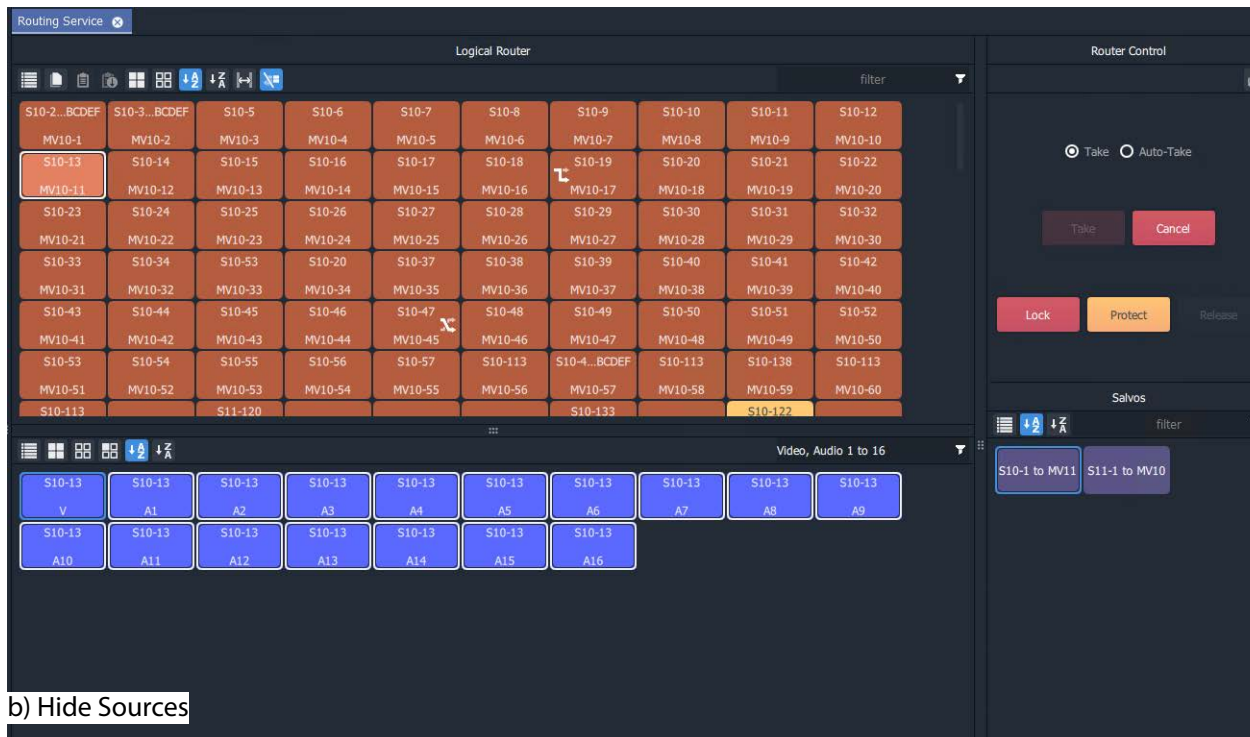 Routing Service
Logical Router
Router Control
filter
S10-2...BCDEF S10-3...BCDEF S10-5 S10-6 S10-7 S10-8 S10-9 S10-10 S10-11 S10-12
MV10-1 MV10-2 MV10-3 MV10-4 MV10-5 MV10-6 MV10-7 MV10-8 MV10-9 MV10-10
S10-13 S10-14 S10-15 S10-16 S10-17 S10-18 S10-19 S10-20 S10-21 S10-22
MV10-11 MV10-12 MV10-13 MV10-14 MV10-15 MV10-16 MV10-17 MV10-18 MV10-19 MV10-20
S10-23 S10-24 S10-25 S10-26 S10-27 S10-28 S10-29 S10-30 S10-31 S10-32
MV10-21 MV10-22 MV10-23 MV10-24 MV10-25 MV10-26 MV10-27 MV10-28 MV10-29 MV10-30
S10-33 S10-34 S10-53 S10-20 S10-37 S10-38 S10-39 S10-40 S10-41 S10-42
MV10-31 MV10-32 MV10-33 MV10-34 MV10-35 MV10-36 MV10-37 MV10-38 MV10-39 MV10-40
S10-43 S10-44 S10-45 S10-46 S10-47 S10-48 S10-49 S10-50 S10-51 S10-52
MV10-41 MV10-42 MV10-43 MV10-44 MV10-45 MV10-46 MV10-47 MV10-48 MV10-49 MV10-50
S10-53 S10-54 S10-55 S10-56 S10-57 S10-113 S10-4...BCDEF S10-113 S10-138 S10-113
MV10-51 MV10-52 MV10-53 MV10-54 MV10-55 MV10-56 MV10-57 MV10-58 MV10-59 MV10-60
S10-113 S11-120 S10-133 S10-122
Take Auto-Take
Take Cancel
Lock Protect Release
Salvos
filter
S10-1 to MV11 S11-1 to MV10
Video, Audio 1 to 16
S10-13 S10-13 S10-13 S10-13 S10-13 S10-13 S10-13 S10-13 S10-13 S10-13
V A1 A2 A3 A4 A5 A6 A7 A8 A9
S10-13 S10-13 S10-13 S10-13 S10-13 S10-13 S10-13
A10 A11 A12 A13 A14 A15 A16
b) Hide Sources